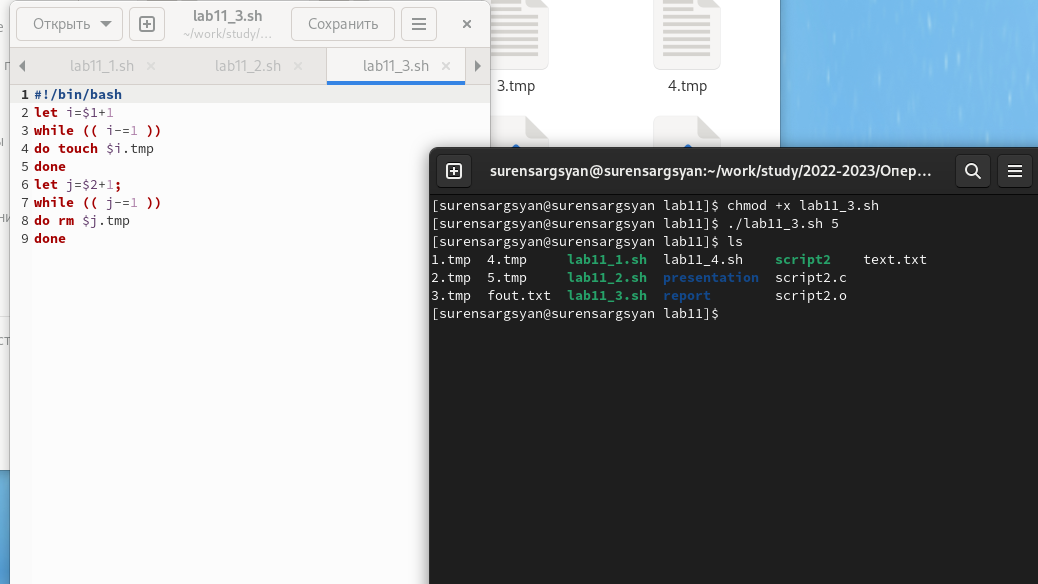 Открыть
lab11_3.sh
~/work/study/...
Сохранить
lab11_1.sh
lab11_2.sh
lab11_3.sh
1 #!/bin/bash
2 let i=$1+1
3 while (( i-=1 ))
4 do touch $i.tmp
5 done
6 let j=$2+1;
7 while (( j-=1 ))
8 do rm $j.tmp
9 done
3.tmp
4.tmp
surensargsyan@surensargsyan:~/work/study/2022-2023/Опер...
[surensargsyan@surensargsyan lab11]$ chmod +x lab11_3.sh
[surensargsyan@surensargsyan lab11]$ ./lab11_3.sh 5
[surensargsyan@surensargsyan lab11]$ ls
1.tmp 4.tmp lab11_1.sh lab11_4.sh script2 text.txt
2.tmp 5.tmp lab11_2.sh presentation script2.c
3.tmp fout.txt lab11_3.sh report script2.o
[surensargsyan@surensargsyan lab11]$